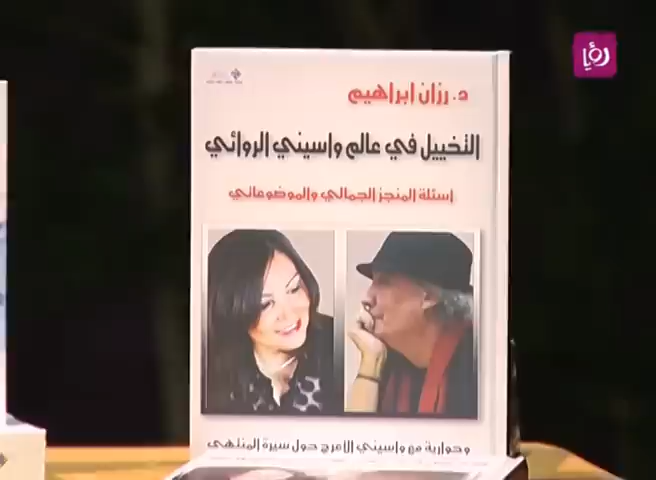 رؤيا
د. رزان ابراهيم
التخييل في عالم واسيني الروائي
اسئلة المنجز الجمالي والموضوعاتي
وحوارية مع واسيني الأعرج حول سيرة المنتهى